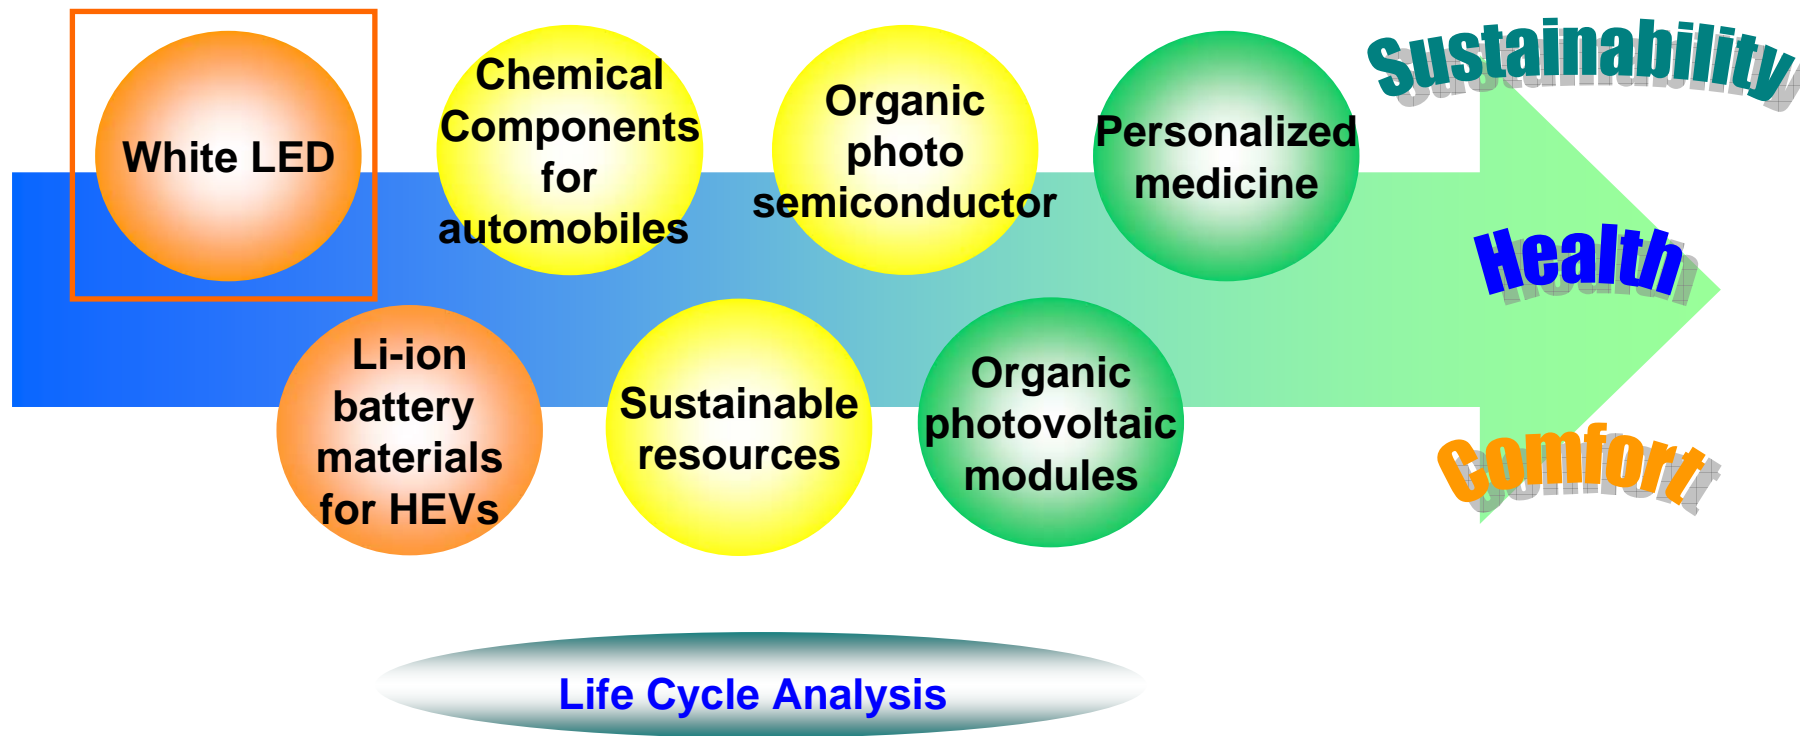 White LED
Chemical
Components
for
automobiles
Organic
photo
semiconductor
Personalized
medicine
Sustainability
Health
Comfort
Li-ion
battery
materials
for HEVs
Sustainable
resources
Organic
photovoltaic
modules
Life Cycle Analysis